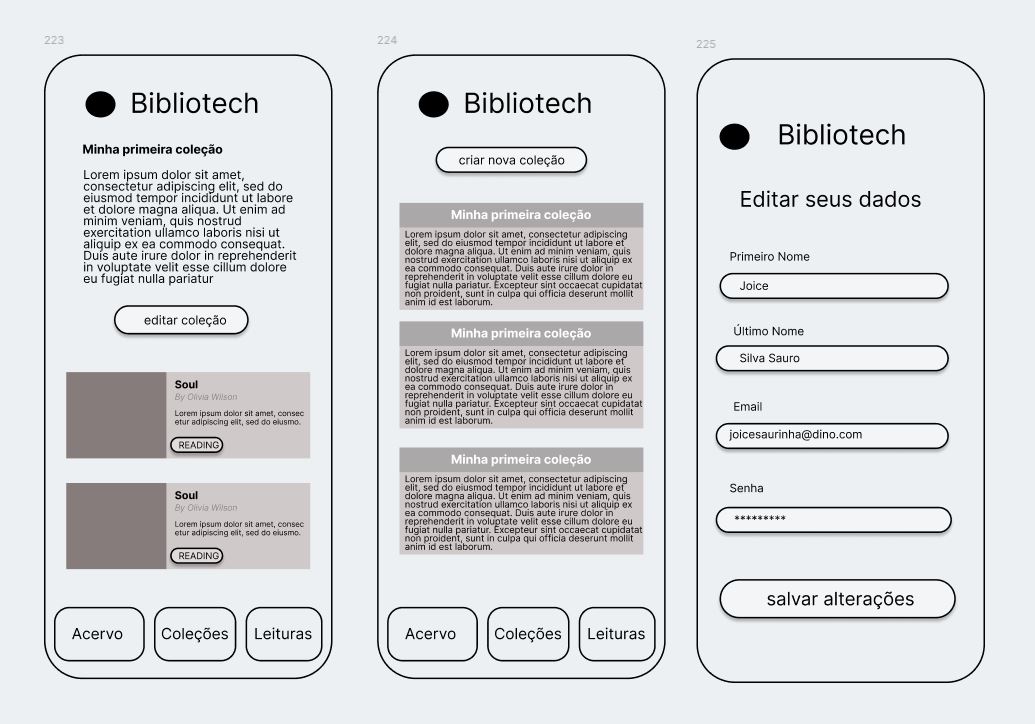 223
Bibliotech
Minha primeira coleção
Lorem ipsum dolor sit amet,
consectetur adipiscing elit, sed do
eiusmod tempor incididunt ut labore
et dolore magna aliqua. Ut enim ad
minim veniam, quis nostrud
exercitation ullamco laboris nisi ut
aliquip ex ea commodo consequat.
Duis aute irure dolor in reprehenderit
in voluptate velit esse cillum dolore
eu fugiat nulla pariatur
editar coleção
Soul
By Olivia Wilson
Lorem ipsum dolor sit amet, consec
etur adipiscing elit, sed do eiusmo.
READING
Soul
By Olivia Wilson
Lorem ipsum dolor sit amet, consec
etur adipiscing elit, sed do eiusmo.
READING
Acervo
Coleções
Leituras
224
Bibliotech
criar nova coleção
Minha primeira coleção
Lorem ipsum dolor sit amet, consectetur adipiscing
elit, sed do eiusmod tempor incididunt ut labore et
dolore magna aliqua. Ut enim ad minim veniam, quis
nostrud exercitation ullamco laboris nisi ut aliquip ex
ea commodo consequat. Duis aute irure dolor in
reprehenderit in voluptate velit esse cillum dolore eu
fugiat nulla pariatur. Excepteur sint occaecat cupidatat
non proident, sunt in culpa qui officia deserunt mollit
anim id est laborum.
Minha primeira coleção
Lorem ipsum dolor sit amet, consectetur adipiscing
elit, sed do eiusmod tempor incididunt ut labore et
dolore magna aliqua. Ut enim ad minim veniam, quis
nostrud exercitation ullamco laboris nisi ut aliquip ex
ea commodo consequat. Duis aute irure dolor in
reprehenderit in voluptate velit esse cillum dolore eu
fugiat nulla pariatur. Excepteur sint occaecat cupidatat
non proident, sunt in culpa qui officia deserunt mollit
anim id est laborum.
Minha primeira coleção
Lorem ipsum dolor sit amet, consectetur adipiscing
elit, sed do eiusmod tempor incididunt ut labore et
dolore magna aliqua. Ut enim ad minim veniam, quis
nostrud exercitation ullamco laboris nisi ut aliquip ex
ea commodo consequat. Duis aute irure dolor in
reprehenderit in voluptate velit esse cillum dolore eu
fugiat nulla pariatur. Excepteur sint occaecat cupidatat
non proident, sunt in culpa qui officia deserunt mollit
anim id est laborum.
Acervo
Coleções
Leituras
225
Bibliotech
Editar seus dados
Primeiro Nome
Joice
Último Nome
Silva Sauro
Email
joicesaurinha@dino.com
Senha
*********
salvar alterações